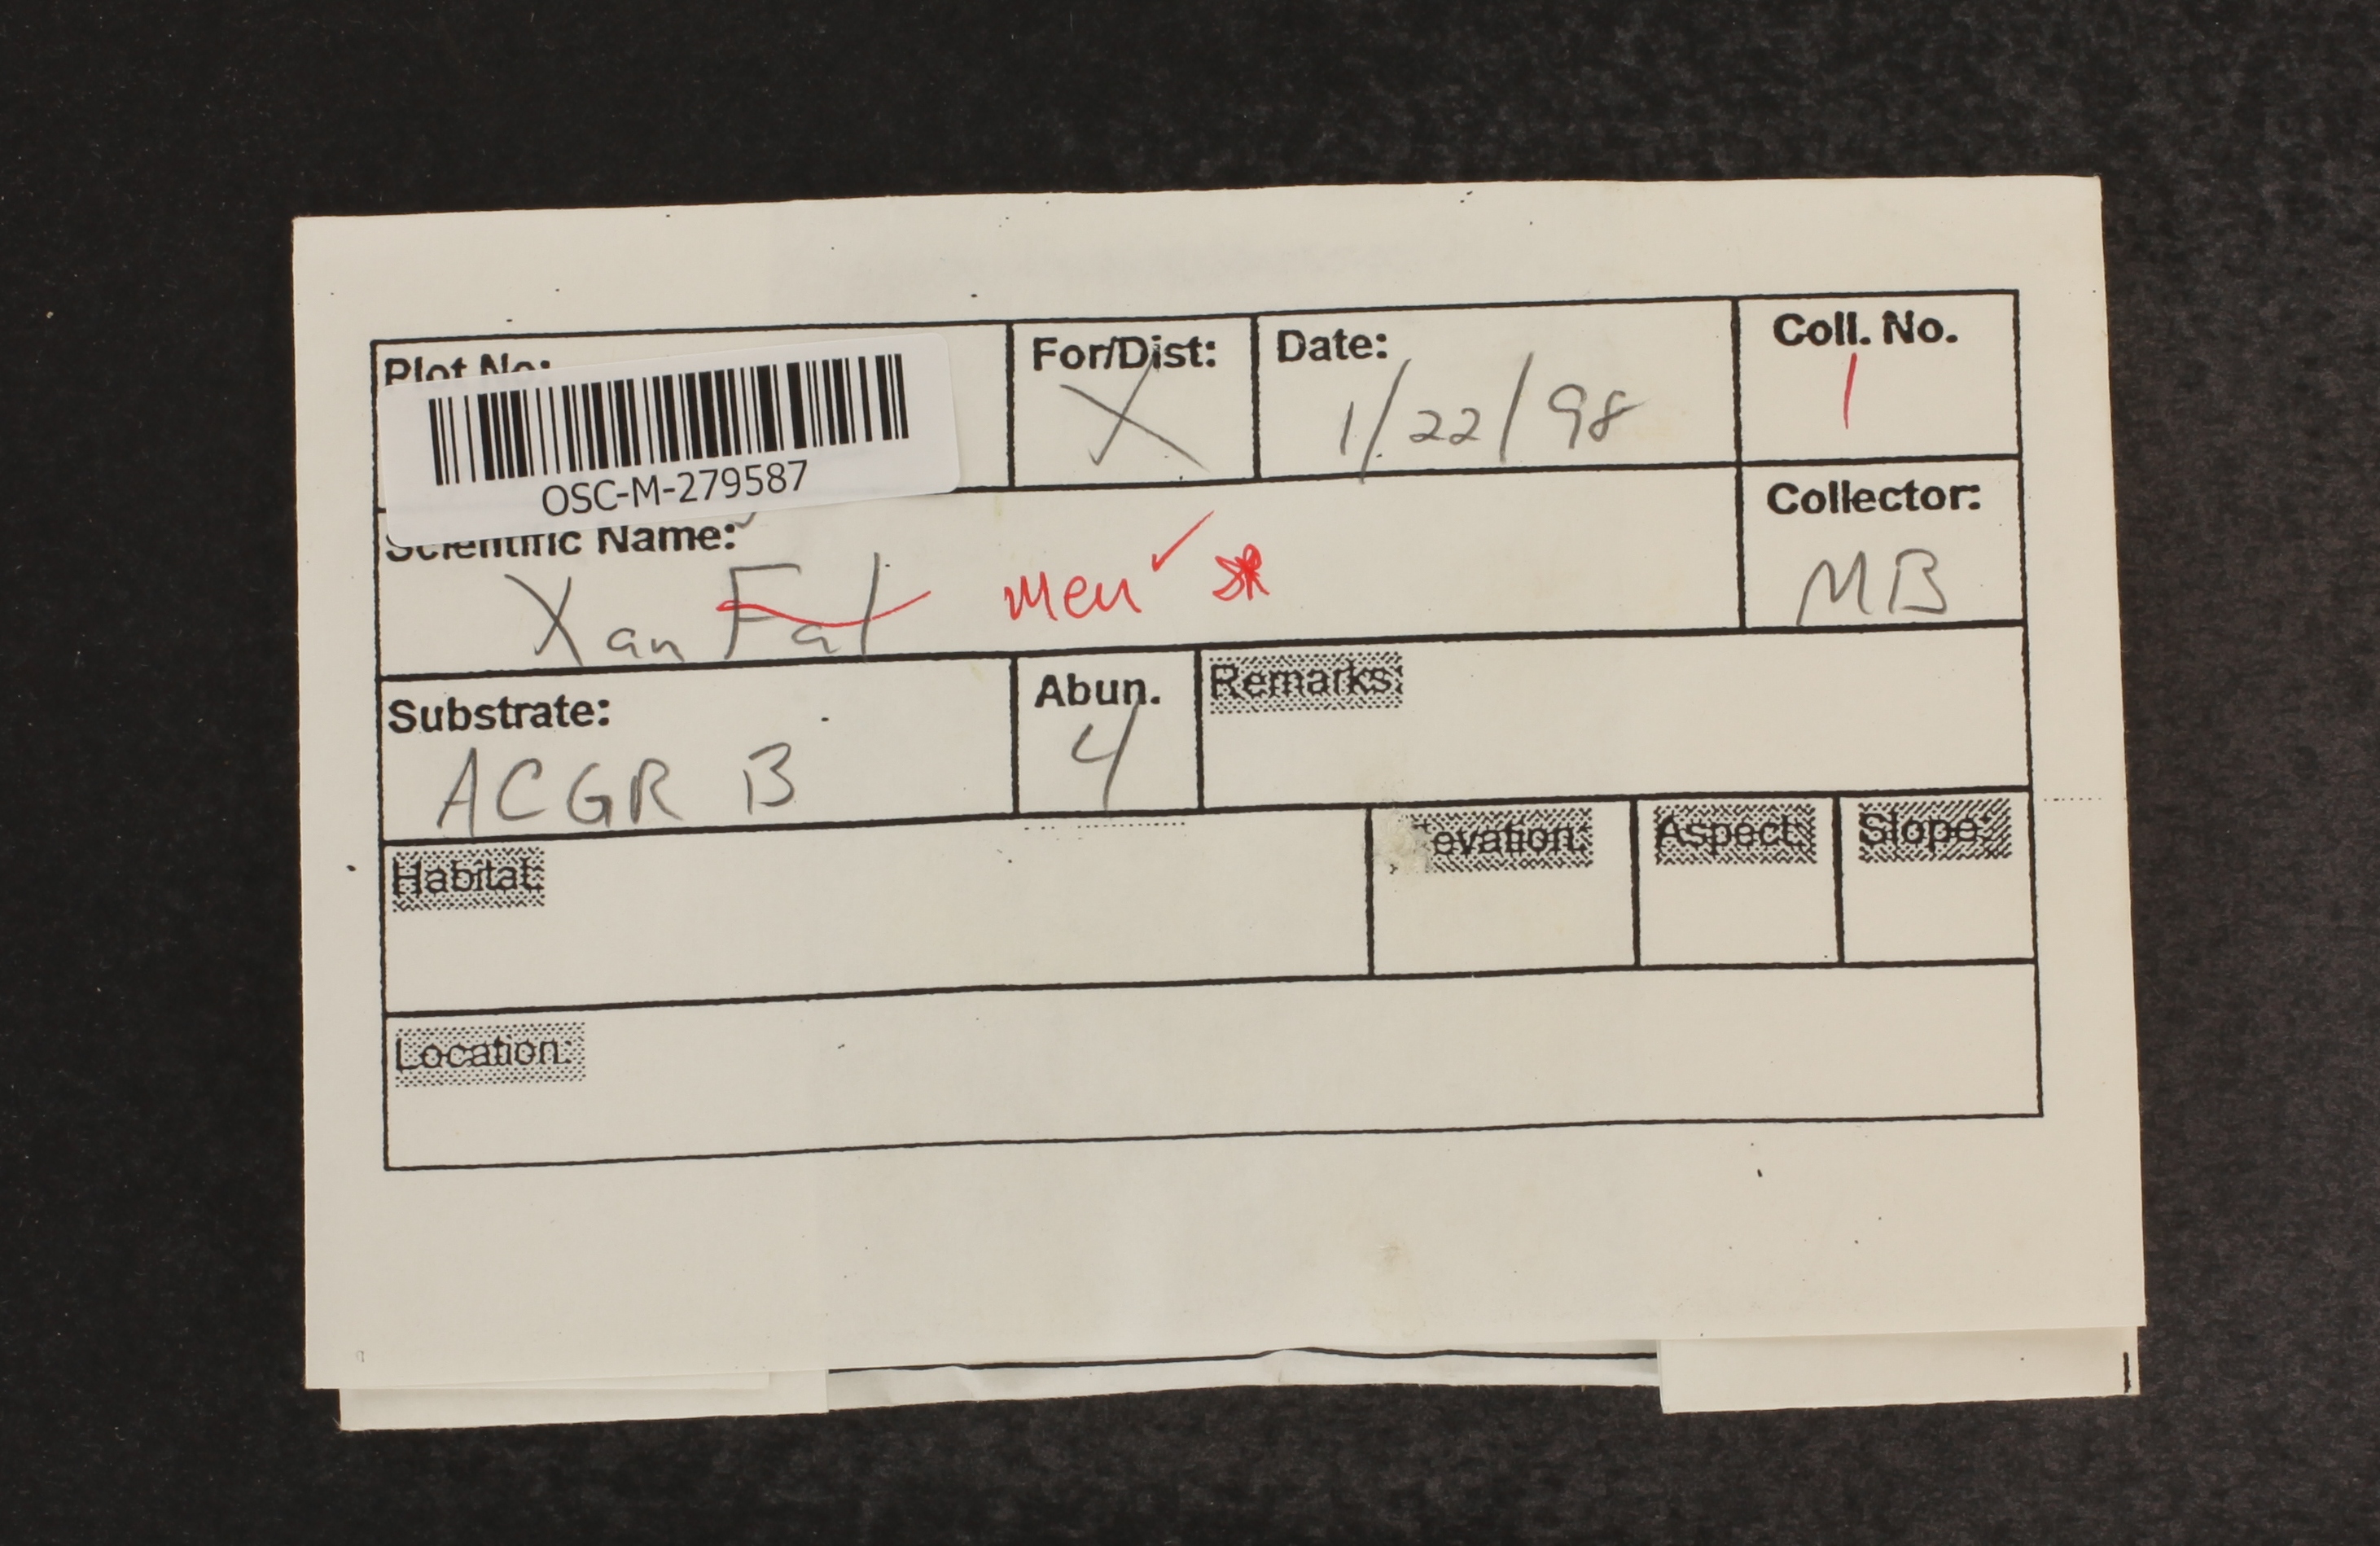 Plot No: For/Dist: Date: Coll. No.
X 1/22/98 1
OSC-M-279587
Scientific Name: Collector:
Xan Fal men ✓ MB
Substrate: Abun. Remarks:
ACGR B 4
Habitat: evation: Aspect: Slope:
Location: